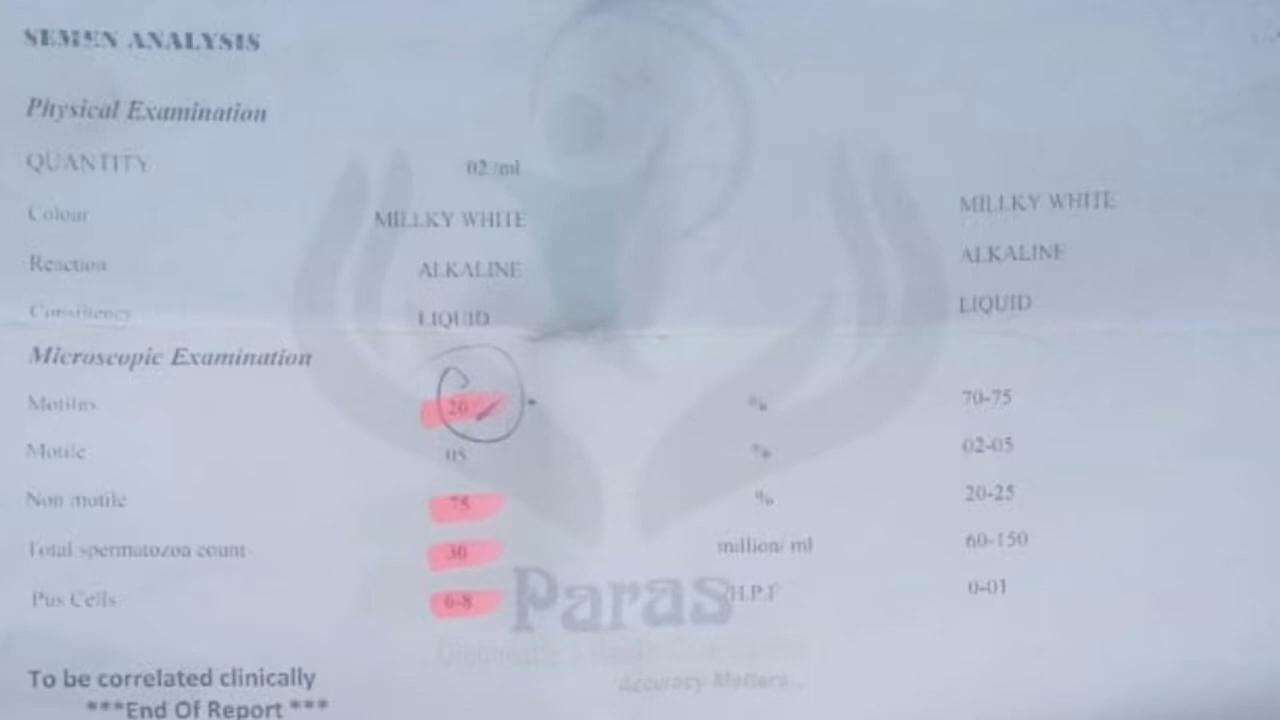 SEMEN ANALYSIS
Physical Examination
QUANTITY 02/ml
Colour MILLKY WHITE MILLKY WHITE
Reaction ALKALINE ALKALINE
LIQUID LIQUID
Microscopic Examination
20 % 70-75
Motile 05 % 02-05
Non motile 75 % 20-25
Total spermatozoa count 30 million/ ml 60-150
Pus Cells 6-8 H.P.F 0-01
Paras
Accuracy Matters...
To be correlated clinically
***End Of Report ***